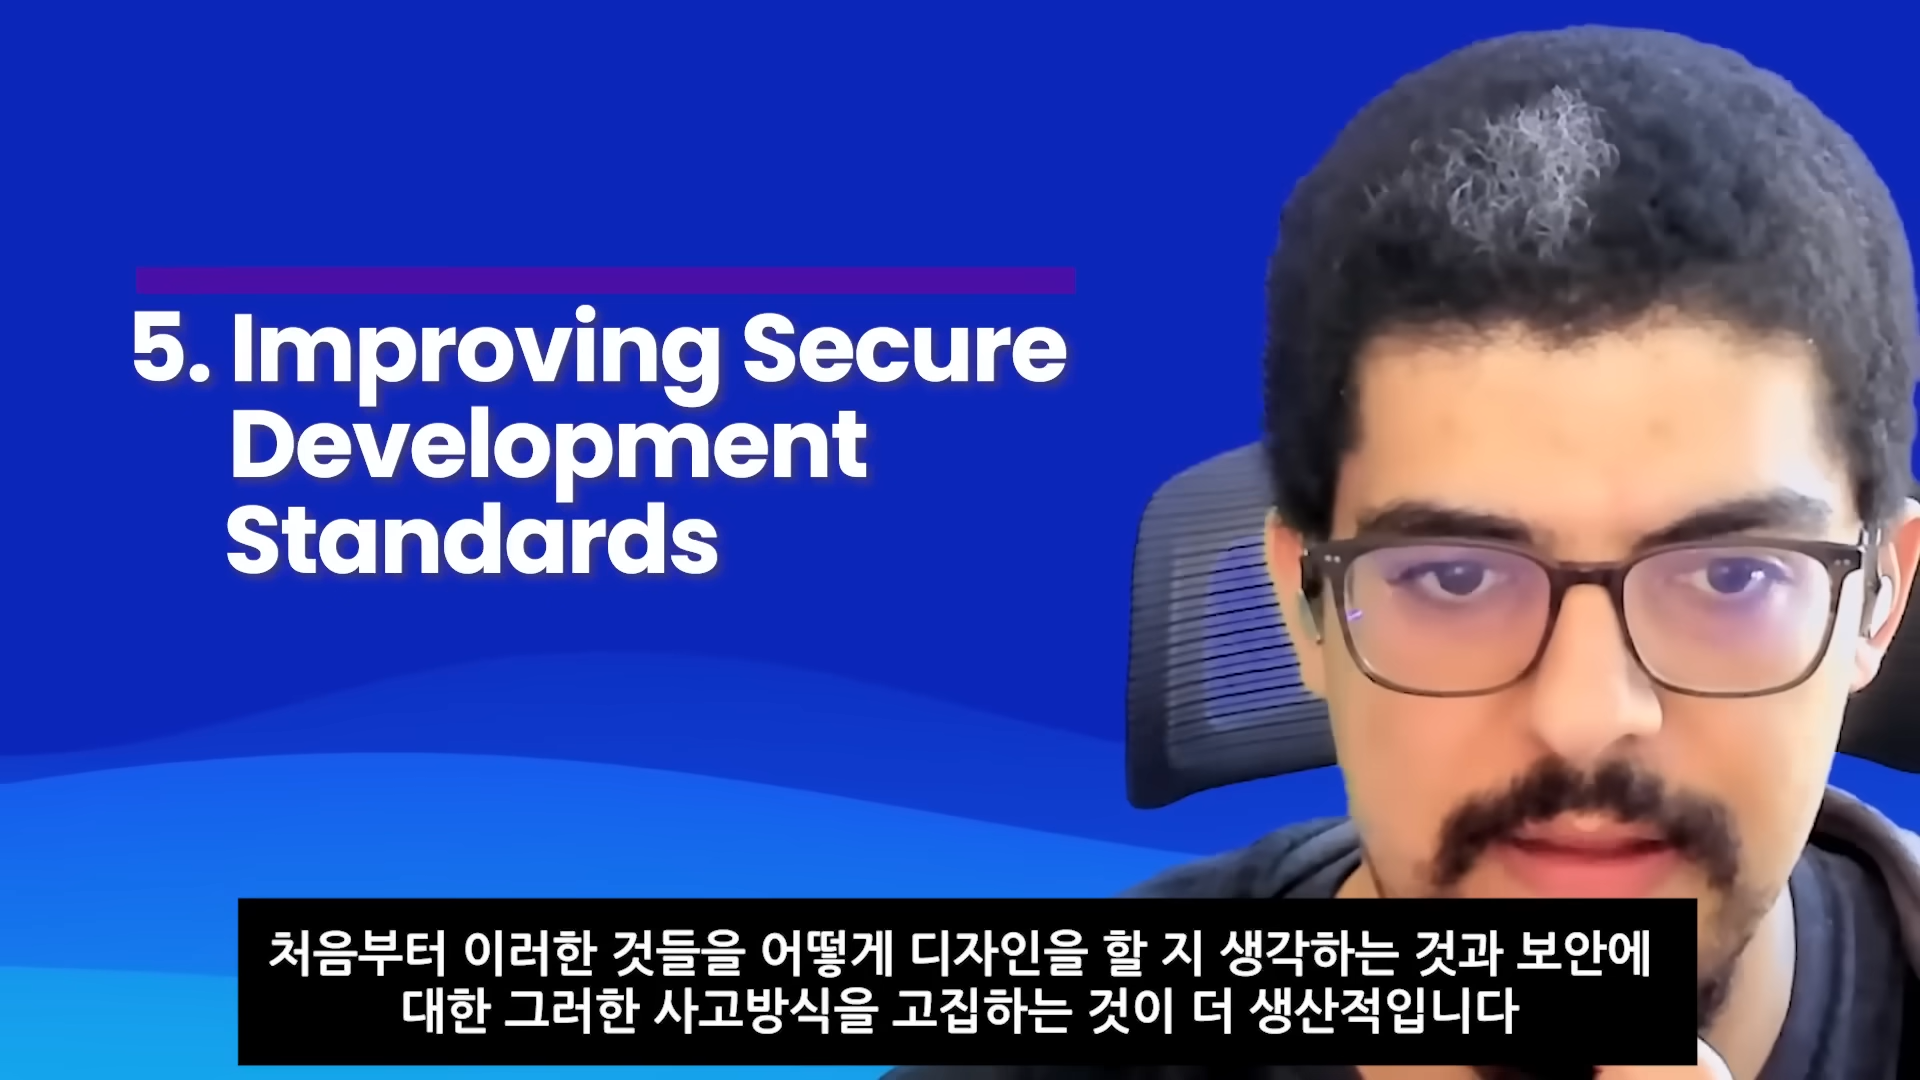 5. Improving Secure
Development
Standards
처음부터 이러한 것들을 어떻게 디자인을 할 지 생각하는 것과 보안에
대한 그러한 사고방식을 고집하는 것이 더 생산적입니다